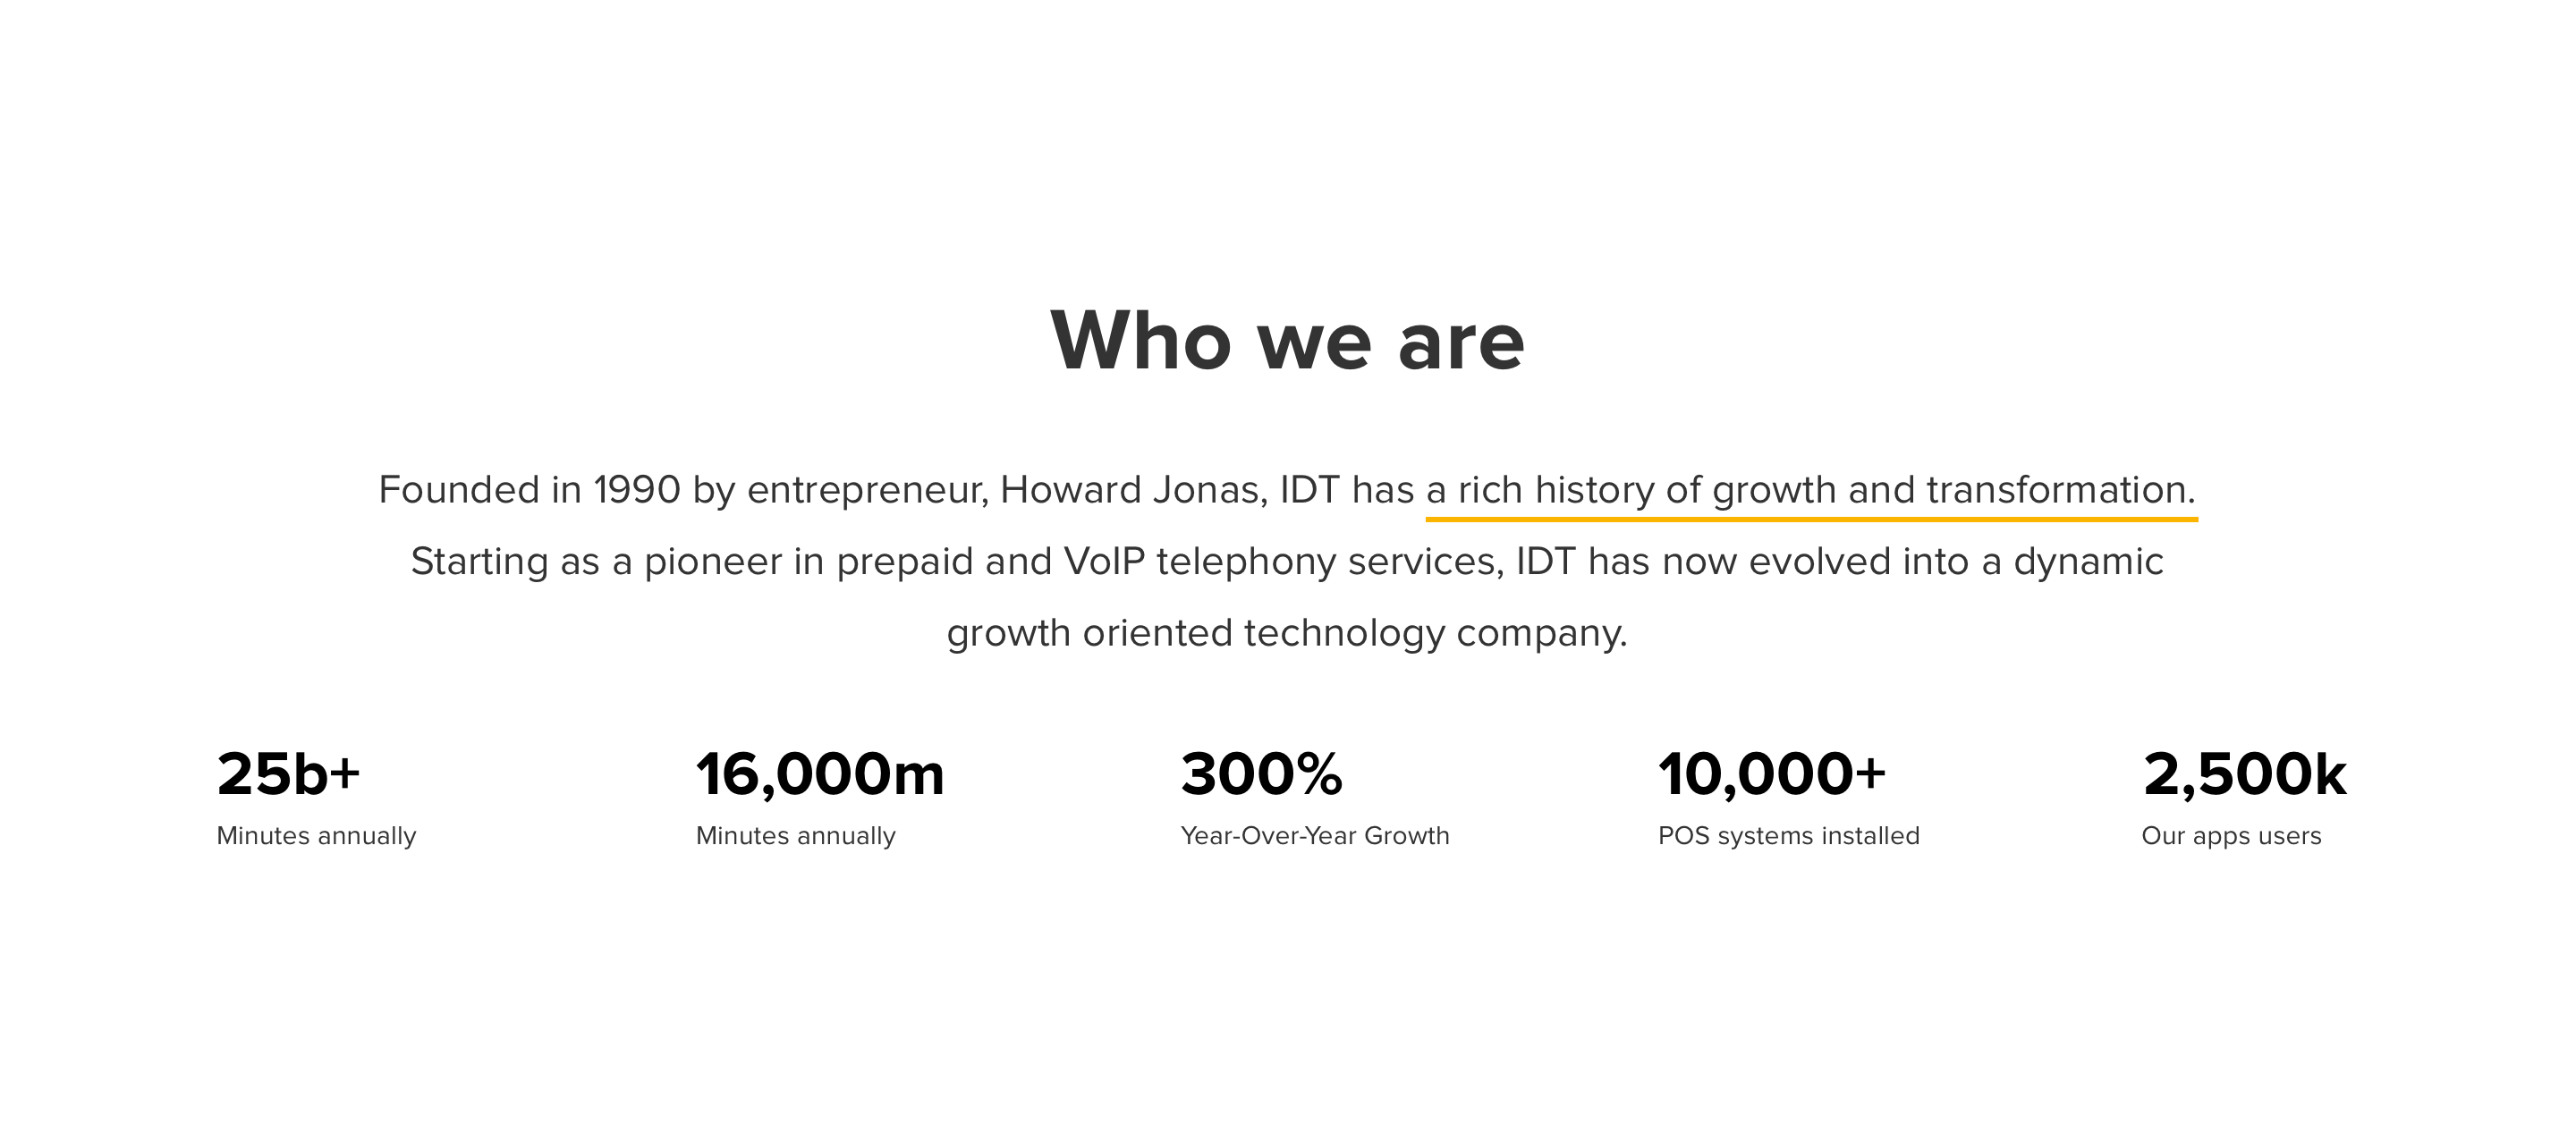 Who we are
Founded in 1990 by entrepreneur, Howard Jonas, IDT has a rich history of growth and transformation.
Starting as a pioneer in prepaid and VoIP telephony services, IDT has now evolved into a dynamic
growth oriented technology company.
25b+
Minutes annually
16,000m
Minutes annually
300%
Year-Over-Year Growth
10,000+
POS systems installed
2,500k
Our apps users